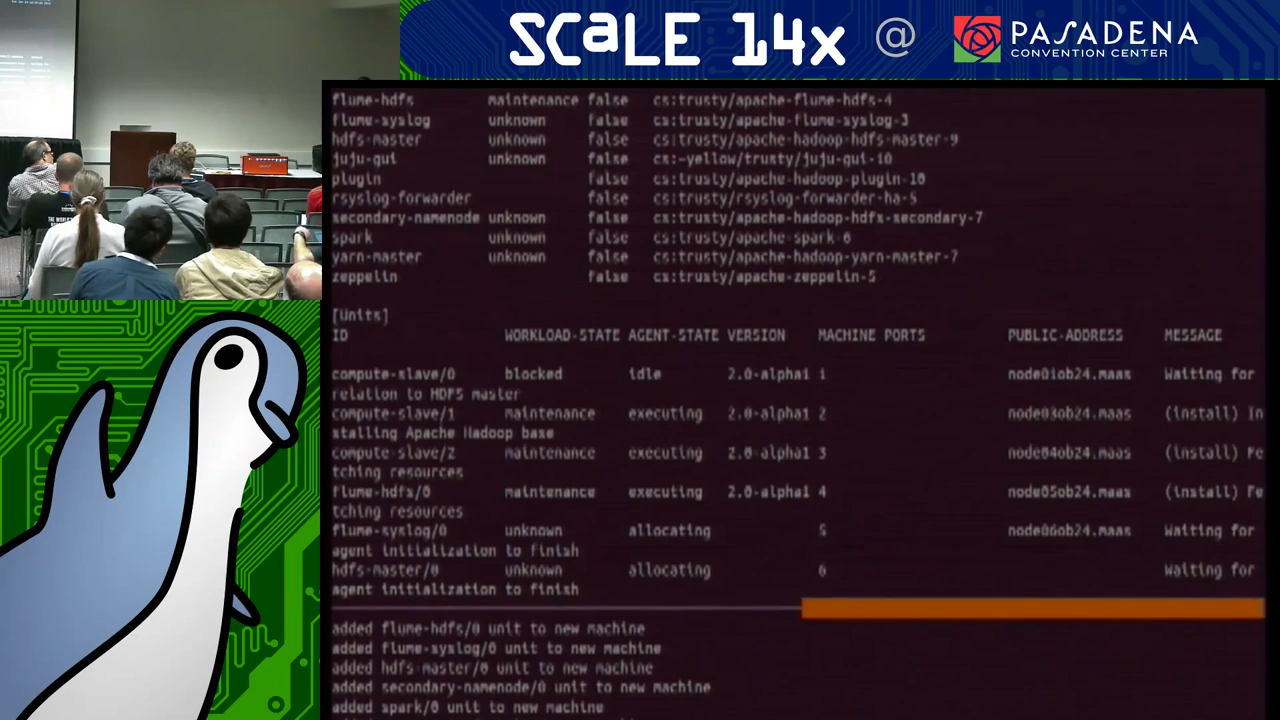 SCALE 14x @ PASADENA
CONVENTION CENTER
flume-hdfs maintenance false cs:trusty/apache-flume-hdfs-4
flume-syslog unknown false cs:trusty/apache-flume-syslog-3
hdfs-master unknown false cs:trusty/apache-hadoop-hdfs-master-9
juju-gui unknown false cs:~yellow/trusty/juju-gui-10
plugin false cs:trusty/apache-hadoop-plugin-10
rsyslog-forwarder false cs:trusty/rsyslog-forwarder-ha-5
secondary-namenode unknown false cs:trusty/apache-hadoop-hdfs-secondary-7
spark unknown false cs:trusty/apache-spark-6
yarn-master unknown false cs:trusty/apache-hadoop-yarn-master-7
zeppelin false cs:trusty/apache-zeppelin-5
[Units]
ID WORKLOAD-STATE AGENT-STATE VERSION MACHINE PORTS PUBLIC-ADDRESS MESSAGE
compute-slave/0 blocked idle 2.0-alpha1 1 node01ob24.maas Waiting for
relation to HDFS master
compute-slave/1 maintenance executing 2.0-alpha1 2 node03ob24.maas (install) In
stalling Apache Hadoop base
compute-slave/2 maintenance executing 2.0-alpha1 3 node04ob24.maas (install) Fe
tching resources
flume-hdfs/0 maintenance executing 2.0-alpha1 4 node05ob24.maas (install) Fe
tching resources
flume-syslog/0 unknown allocating 5 node06ob24.maas Waiting for
agent initialization to finish
hdfs-master/0 unknown allocating 6 Waiting for
agent initialization to finish
added flume-hdfs/0 unit to new machine
added flume-syslog/0 unit to new machine
added hdfs-master/0 unit to new machine
added secondary-namenode/0 unit to new machine
added spark/0 unit to new machine